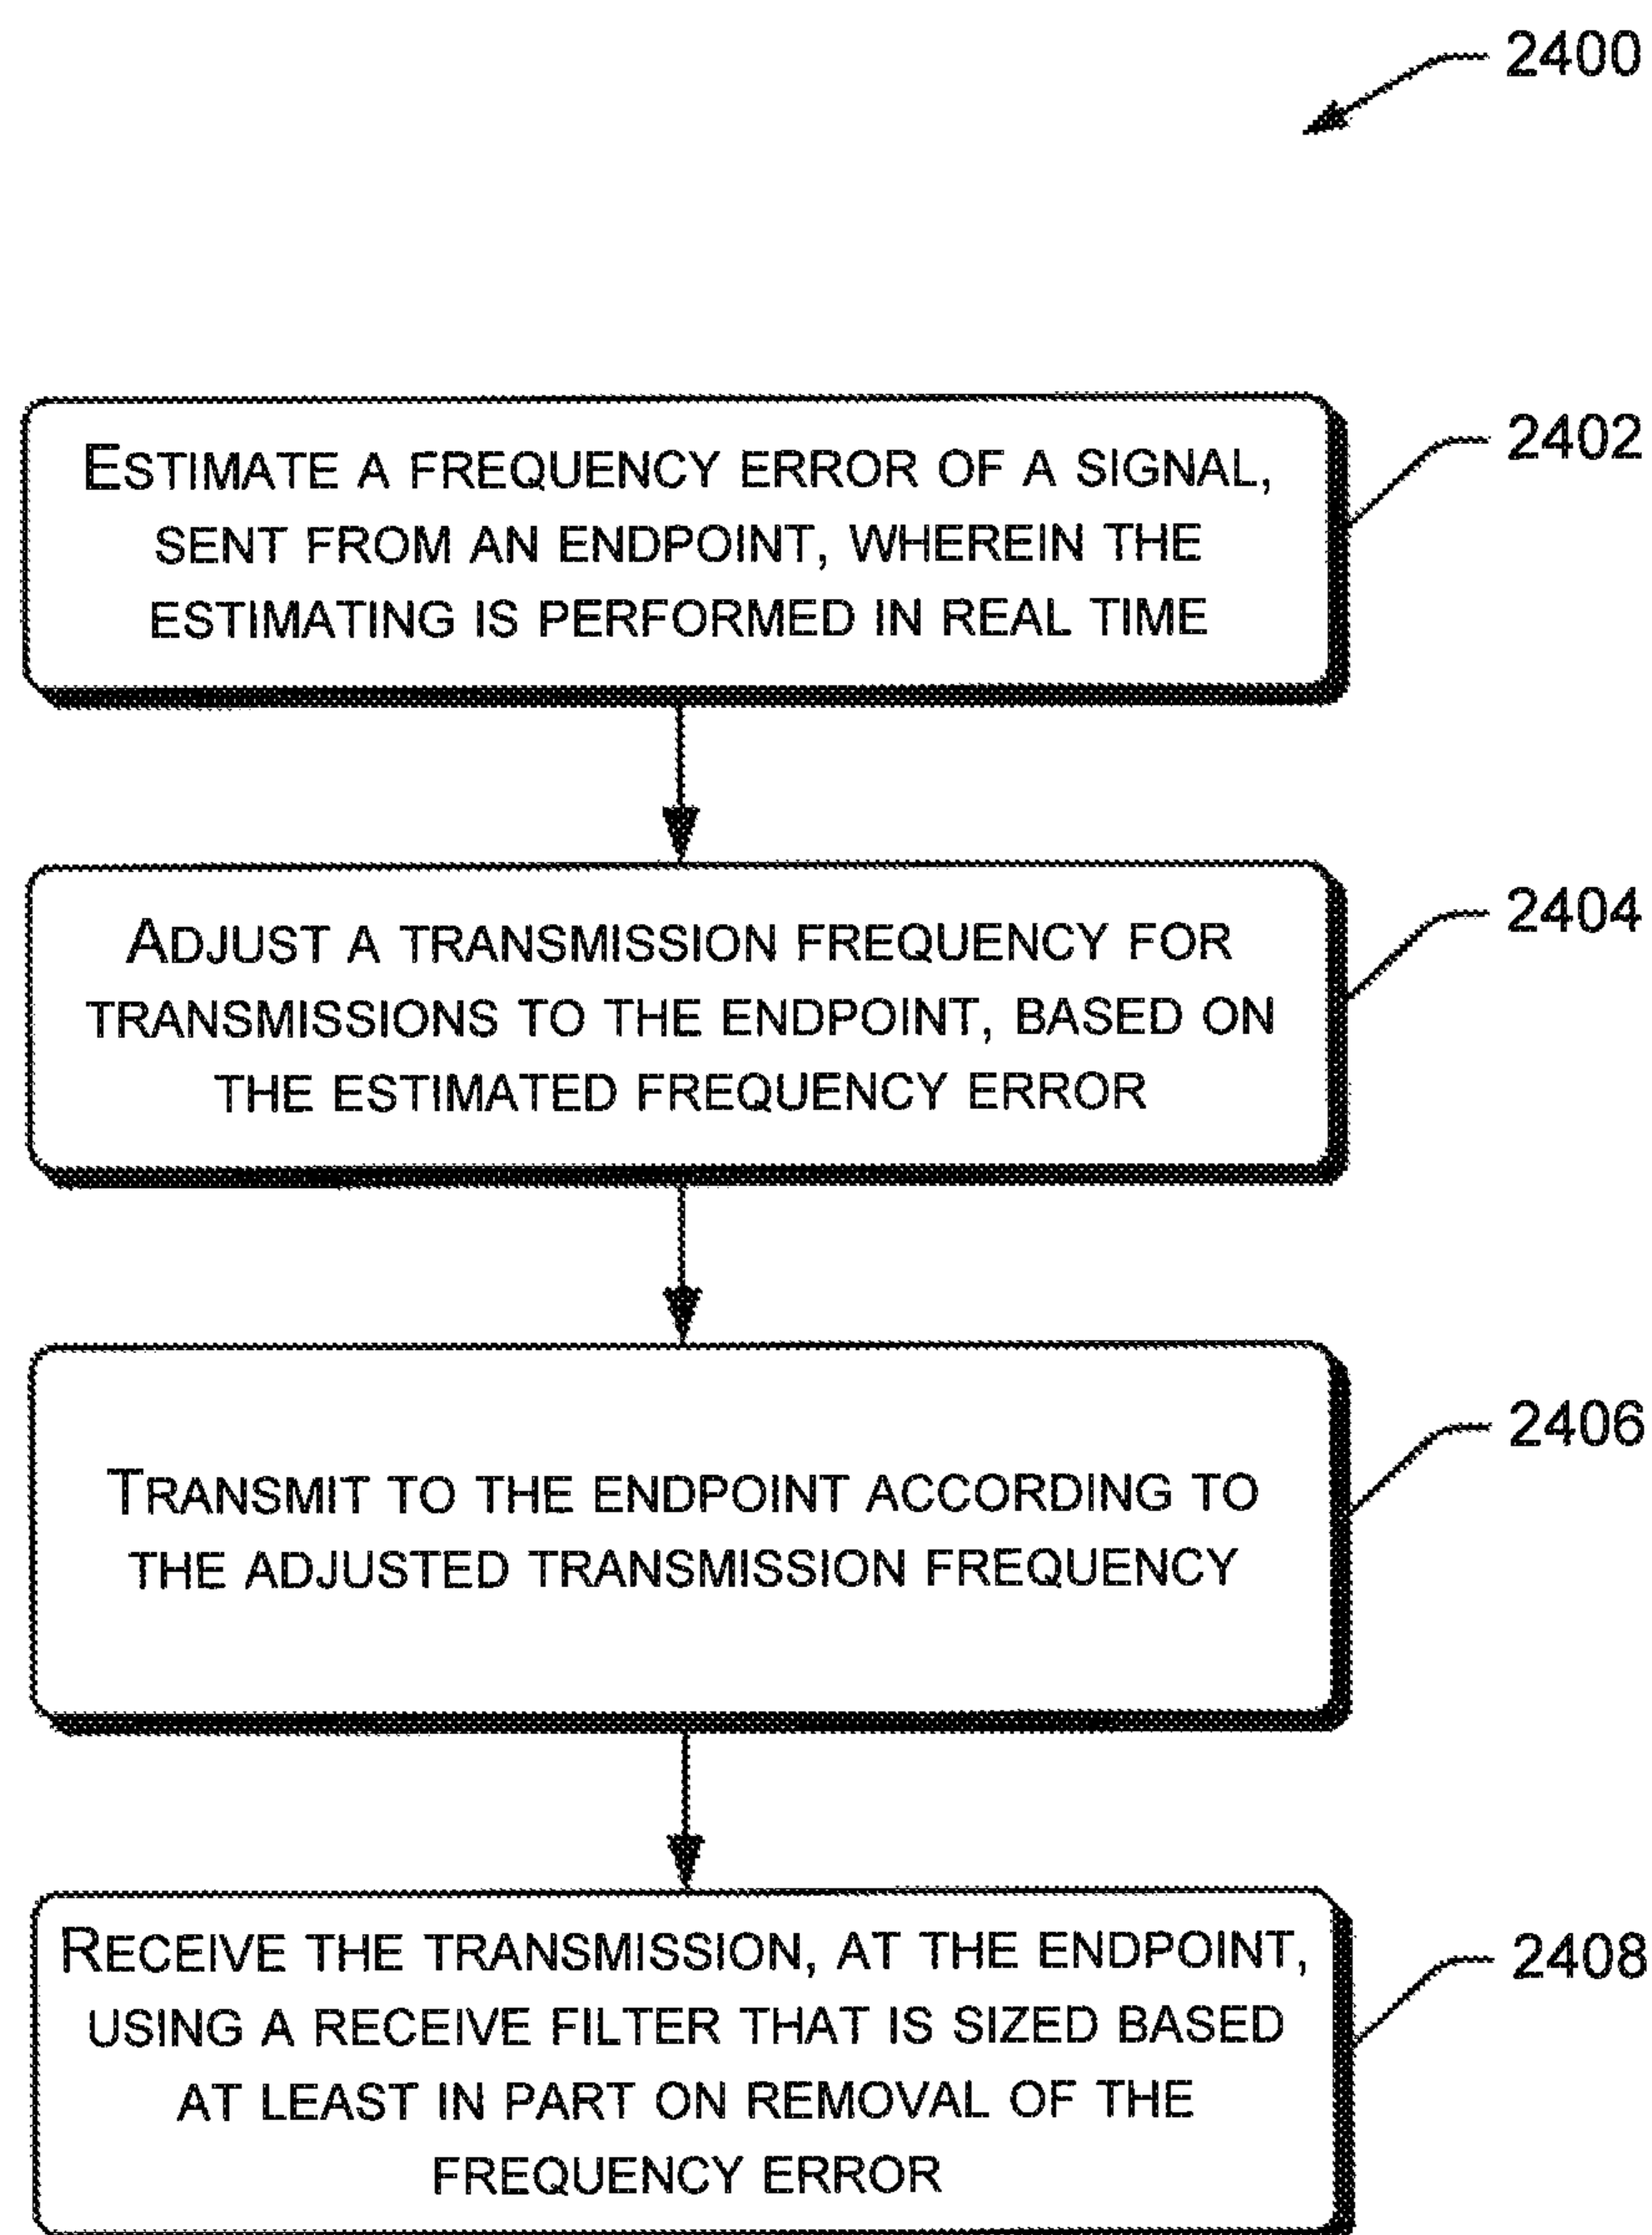 2400
ESTIMATE A FREQUENCY ERROR OF A SIGNAL,
SENT FROM AN ENDPOINT, WHEREIN THE
ESTIMATING IS PERFORMED IN REAL TIME
2402
ADJUST A TRANSMISSION FREQUENCY FOR
TRANSMISSIONS TO THE ENDPOINT, BASED ON
THE ESTIMATED FREQUENCY ERROR
2404
TRANSMIT TO THE ENDPOINT ACCORDING TO
THE ADJUSTED TRANSMISSION FREQUENCY
2406
RECEIVE THE TRANSMISSION, AT THE ENDPOINT,
USING A RECEIVE FILTER THAT IS SIZED BASED
AT LEAST IN PART ON REMOVAL OF THE
FREQUENCY ERROR
2408